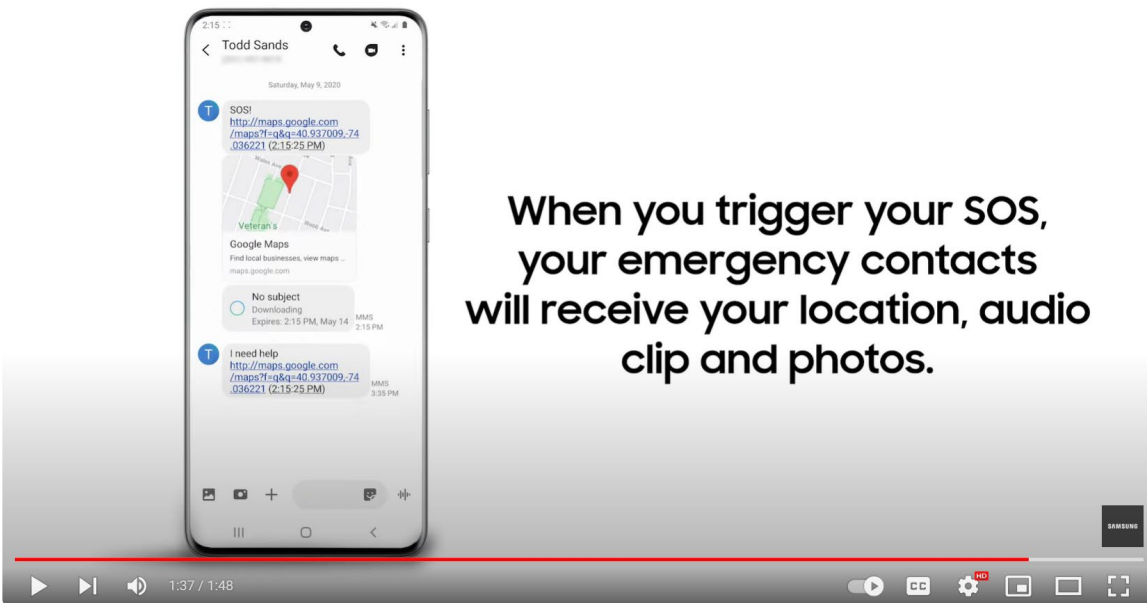 2:15
Todd Sands
Saturday, May 9, 2020
T
SOS!
http://maps.google.com
/maps?f=q&q=40.937009,-74
.036221 (2:15:25 PM)
Wales Ave
Veteran's
Google Maps
Find local businesses, view maps ...
maps.google.com
No subject
Downloading
Expires: 2:15 PM, May 14
MMS
2:15 PM
T
I need help
http://maps.google.com
/maps?f=q&q=40.937009,-74
.036221 (2:15:25 PM)
MMS
3:35 PM
When you trigger your SOS,
your emergency contacts
will receive your location, audio
clip and photos.
SAMSUNG
1:37 / 1:48
CC
HD